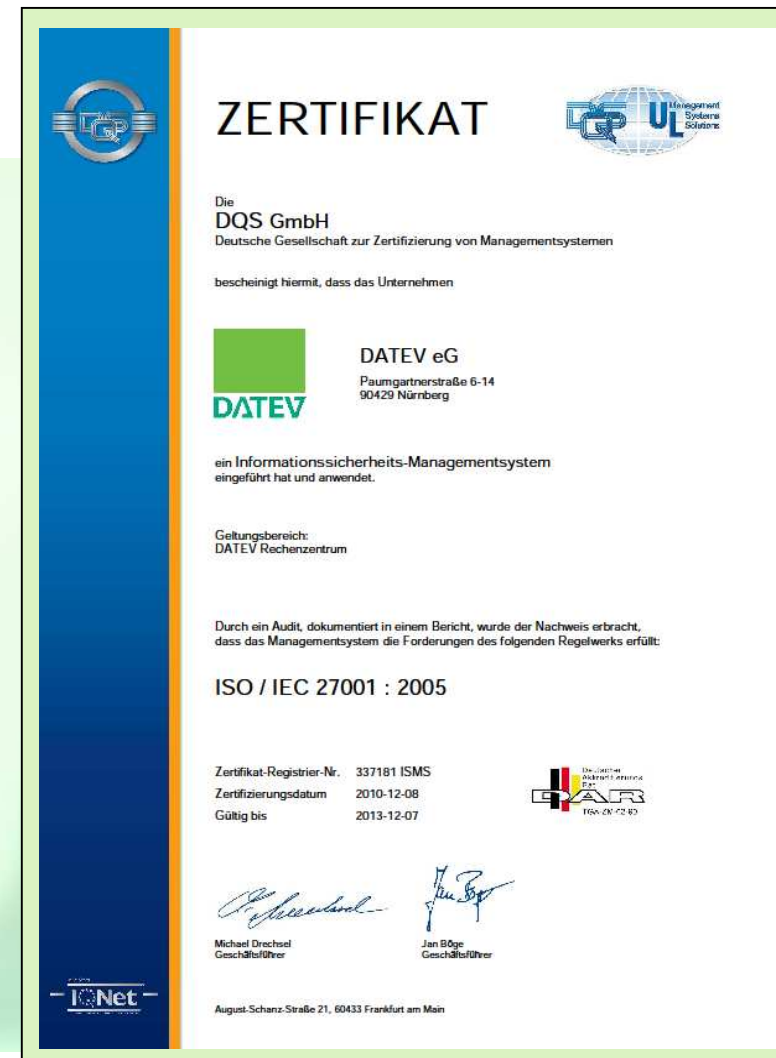 ZERTIFIKAT
DQS
UL
Management
Systems
Solutions
Die
DQS GmbH
Deutsche Gesellschaft zur Zertifizierung von Managementsystemen
bescheinigt hiermit, dass das Unternehmen
DATEV
DATEV eG
Paumgartnerstraße 6-14
90429 Nürnberg
ein Informationssicherheits-Managementsystem
eingeführt hat und anwendet.
Geltungsbereich:
DATEV Rechenzentrum
Durch ein Audit, dokumentiert in einem Bericht, wurde der Nachweis erbracht,
dass das Managementsystem die Forderungen des folgenden Regelwerks erfüllt:
ISO / IEC 27001 : 2005
Zertifikat-Registrier-Nr. 337181 ISMS
Zertifizierungsdatum 2010-12-08
Gültig bis 2013-12-07
Deutscher
Akkreditierungs
Rat
DAR
Michael Drechsel
Geschäftsführer
Jan Böge
Geschäftsführer
IQNet
August-Schanz-Straße 21, 60433 Frankfurt am Main